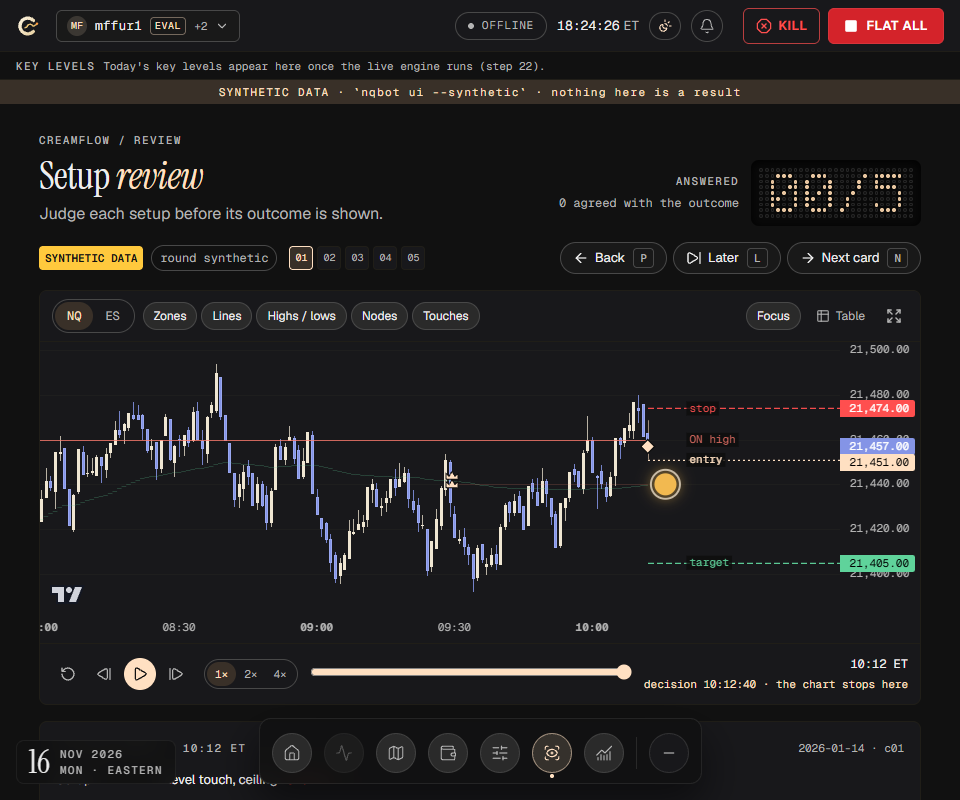 MF mffur1 EVAL +2 OFFLINE 18:24:26 ET KILL FLAT ALL
KEY LEVELS Today's key levels appear here once the live engine runs (step 22).
SYNTHETIC DATA · `nqbot ui --synthetic` · nothing here is a result
CREAMFLOW / REVIEW
Setup review
Judge each setup before its outcome is shown.
ANSWERED
0 agreed with the outcome
00/5
SYNTHETIC DATA round synthetic 01 02 03 04 05 Back P Later L Next card N
NQ ES Zones Lines Highs / lows Nodes Touches Focus Table
21,500.00
21,480.00
stop 21,474.00
ON high
21,457.00
entry 21,451.00
21,440.00
21,420.00
target 21,405.00
21,400.00
:00 08:30 09:00 09:30 10:00
1× 2× 4×
10:12 ET
decision 10:12:40 · the chart stops here
16 NOV 2026
MON · EASTERN
10:12 ET 2026-01-14 · c01
level touch,